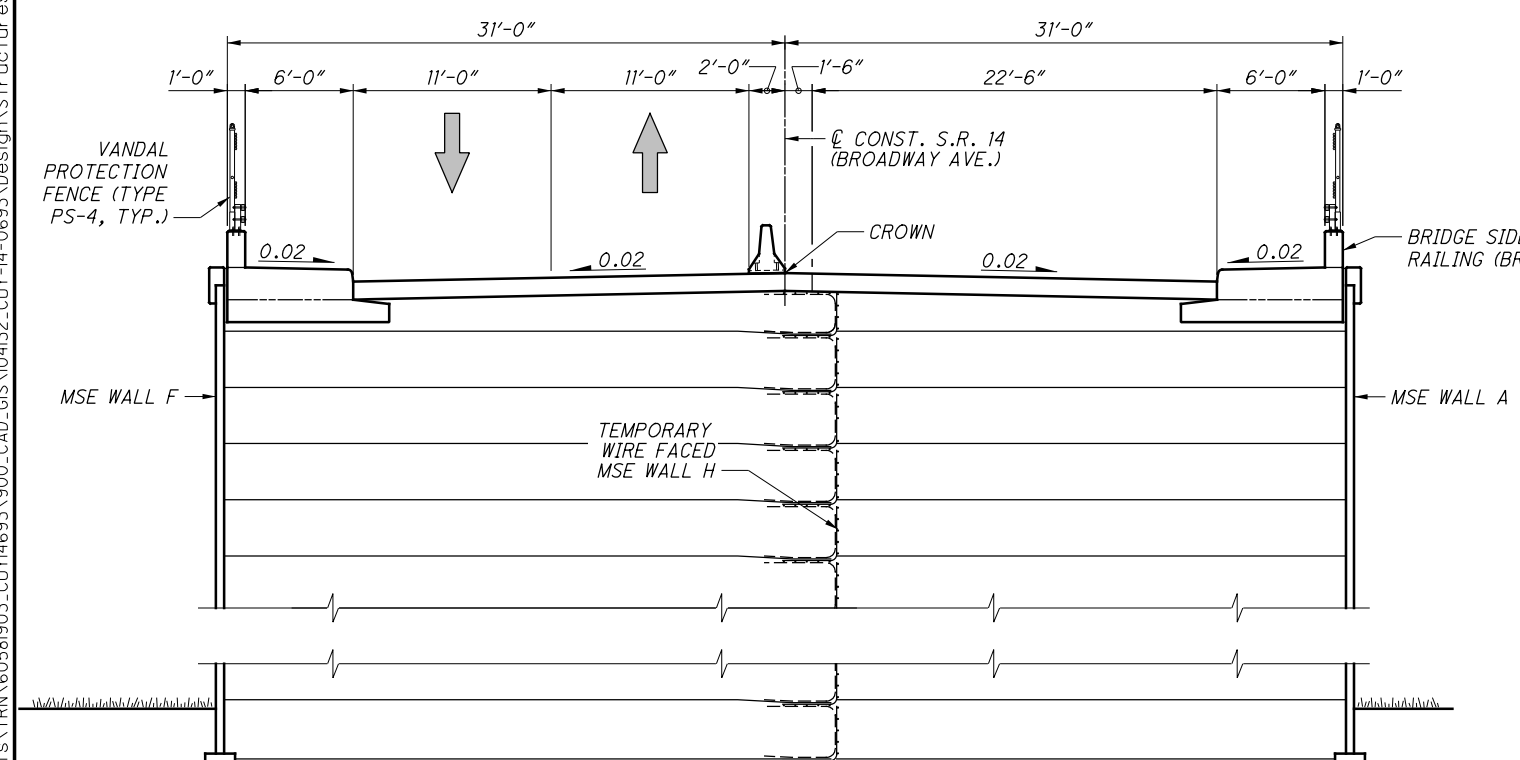 31'-0"
31'-0"
1'-0"
6'-0"
11'-0"
11'-0"
2'-0"
1'-6"
22'-6"
6'-0"
1'-0"
℄ CONST. S.R. 14
(BROADWAY AVE.)
VANDAL
PROTECTION
FENCE (TYPE
PS-4, TYP.)
CROWN
BRIDGE
RAILING
0.02
0.02
0.02
0.02
MSE WALL F
MSE WALL A
TEMPORARY
WIRE FACED
MSE WALL H